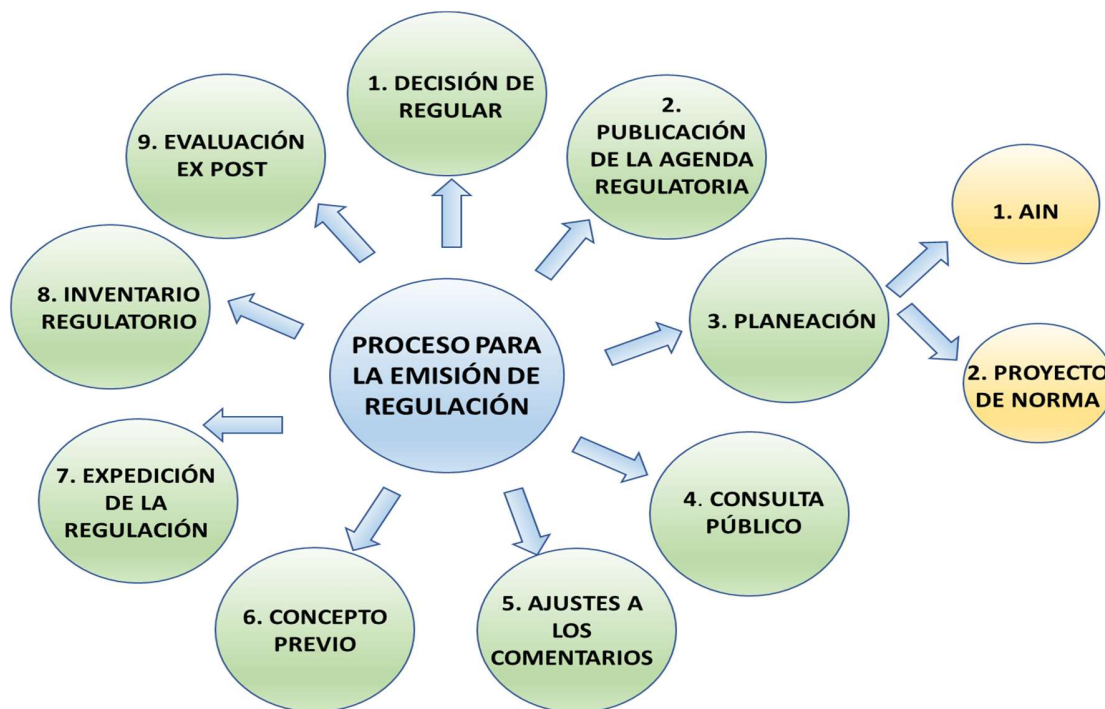 PROCESO PARA
LA EMISIÓN DE
REGULACIÓN
1. DECISIÓN DE
REGULAR
2.
PUBLICACIÓN
DE LA AGENDA
REGULATORIA
3. PLANEACIÓN
1. AIN
2. PROYECTO
DE NORMA
4. CONSULTA
PÚBLICO
5. AJUSTES A
LOS
COMENTARIOS
6. CONCEPTO
PREVIO
7. EXPEDICIÓN
DE LA
REGULACIÓN
8. INVENTARIO
REGULATORIO
9. EVALUACIÓN
EX POST